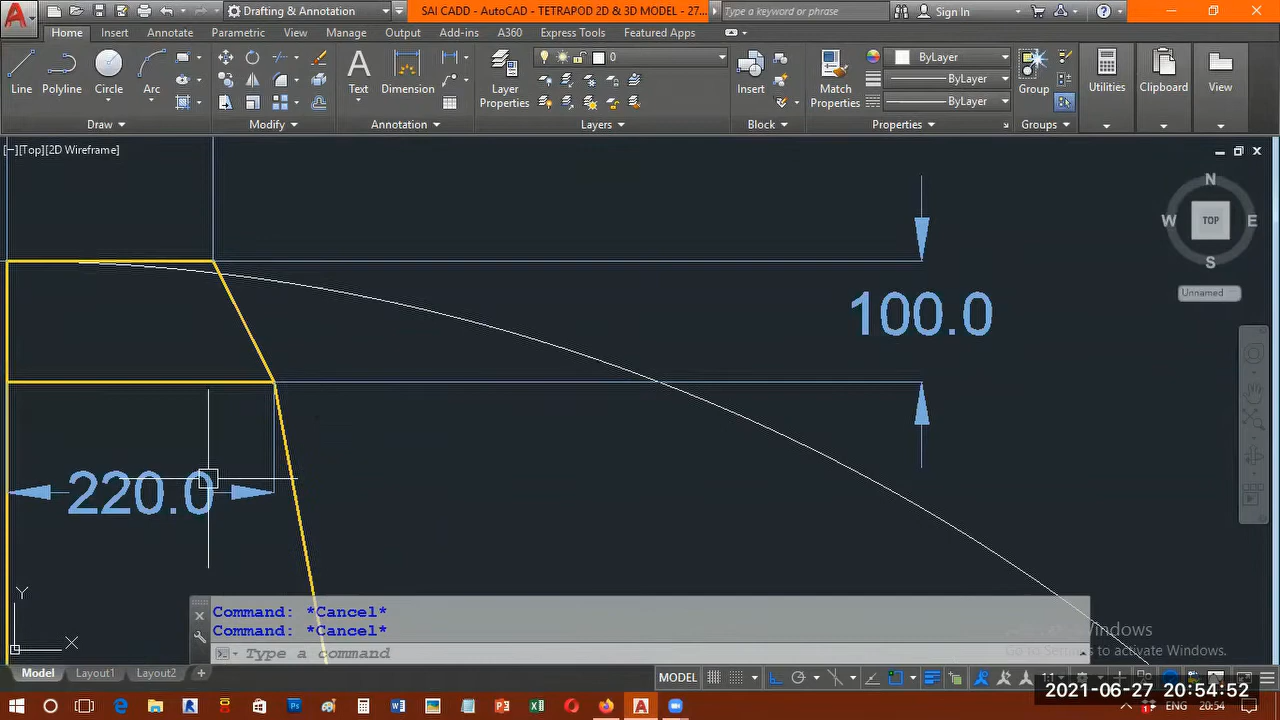 Drafting & Annotation
SAI CADD - AutoCAD - TETRAPOD 2D & 3D MODEL - 27...
Type a keyword or phrase
Sign In
Home Insert Annotate Parametric View Manage Output Add-ins A360 Express Tools Featured Apps
Line Polyline Circle Arc
Text Dimension
Layer Properties
0
Insert
Match Properties
ByLayer
ByLayer
ByLayer
Group
Utilities
Clipboard
View
Draw Modify Annotation Layers Block Properties Groups
[−][Top][2D Wireframe]
N
W TOP E
S
Unnamed
100.0
220.0
Y
X
Command: *Cancel*
Command: *Cancel*
Type a command
Windows
Go to Settings to activate Windows.
Model Layout1 Layout2 +
MODEL
1:1
2021-06-27 20:54:52
ENG 20:54